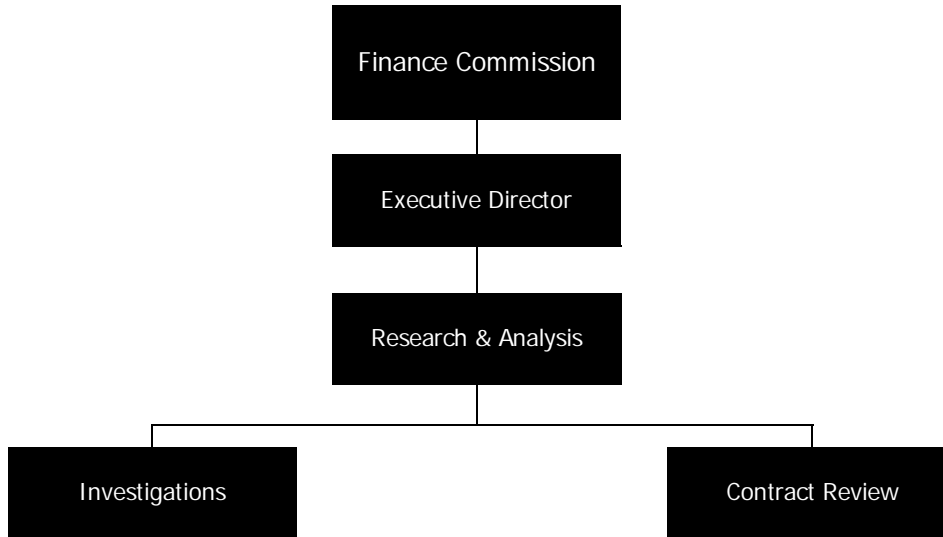 Finance Commission
Executive Director
Research & Analysis
Investigations
Contract Review